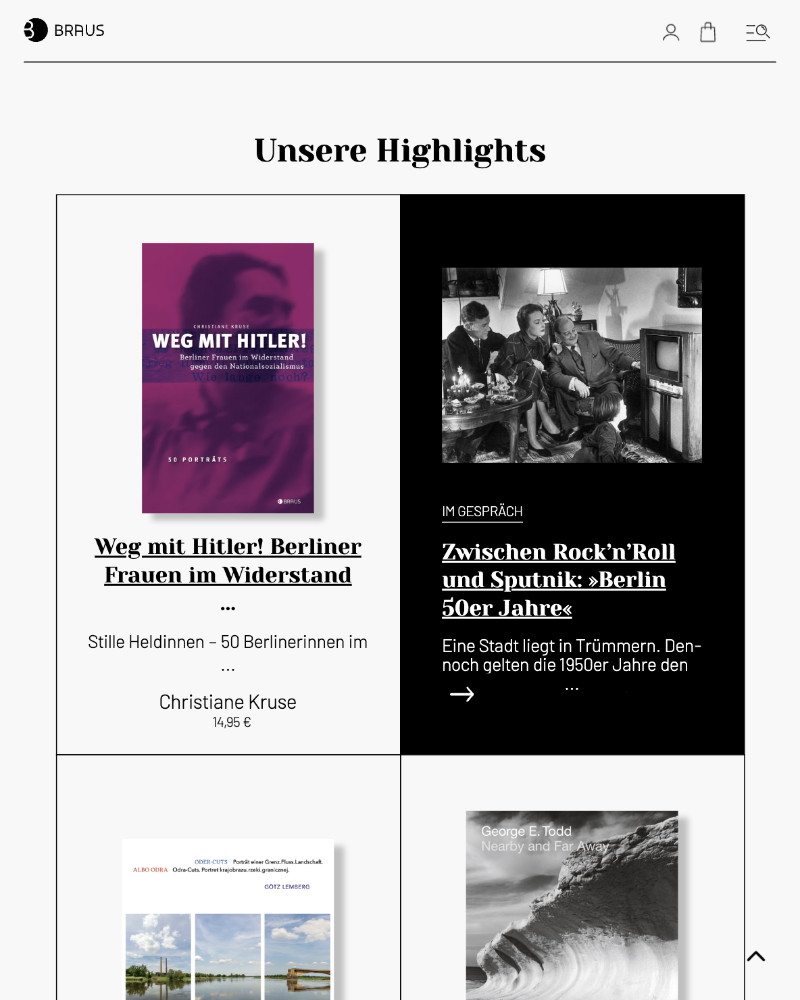 BRAUS
Unsere Highlights
CHRISTIANE KRUSE
WEG MIT HITLER!
Berliner Frauen im Widerstand
gegen den Nationalsozialismus
50 PORTRÄTS
BRAUS
Weg mit Hitler! Berliner
Frauen im Widerstand
...
Stille Heldinnen – 50 Berlinerinnen im
...
Christiane Kruse
14,95 €
IM GESPRÄCH
Zwischen Rock’n’Roll
und Sputnik: »Berlin
50er Jahre«
Eine Stadt liegt in Trümmern. Den-
noch gelten die 1950er Jahre den
...
ODER-CUTS Porträt einer Grenz.Fluss.Landschaft.
ALBO ODRA Odra-Cuts. Portret krajobrazu.rzeki.granicznej.
GÖTZ LEMBERG
George E. Todd
Nearby and Far Away